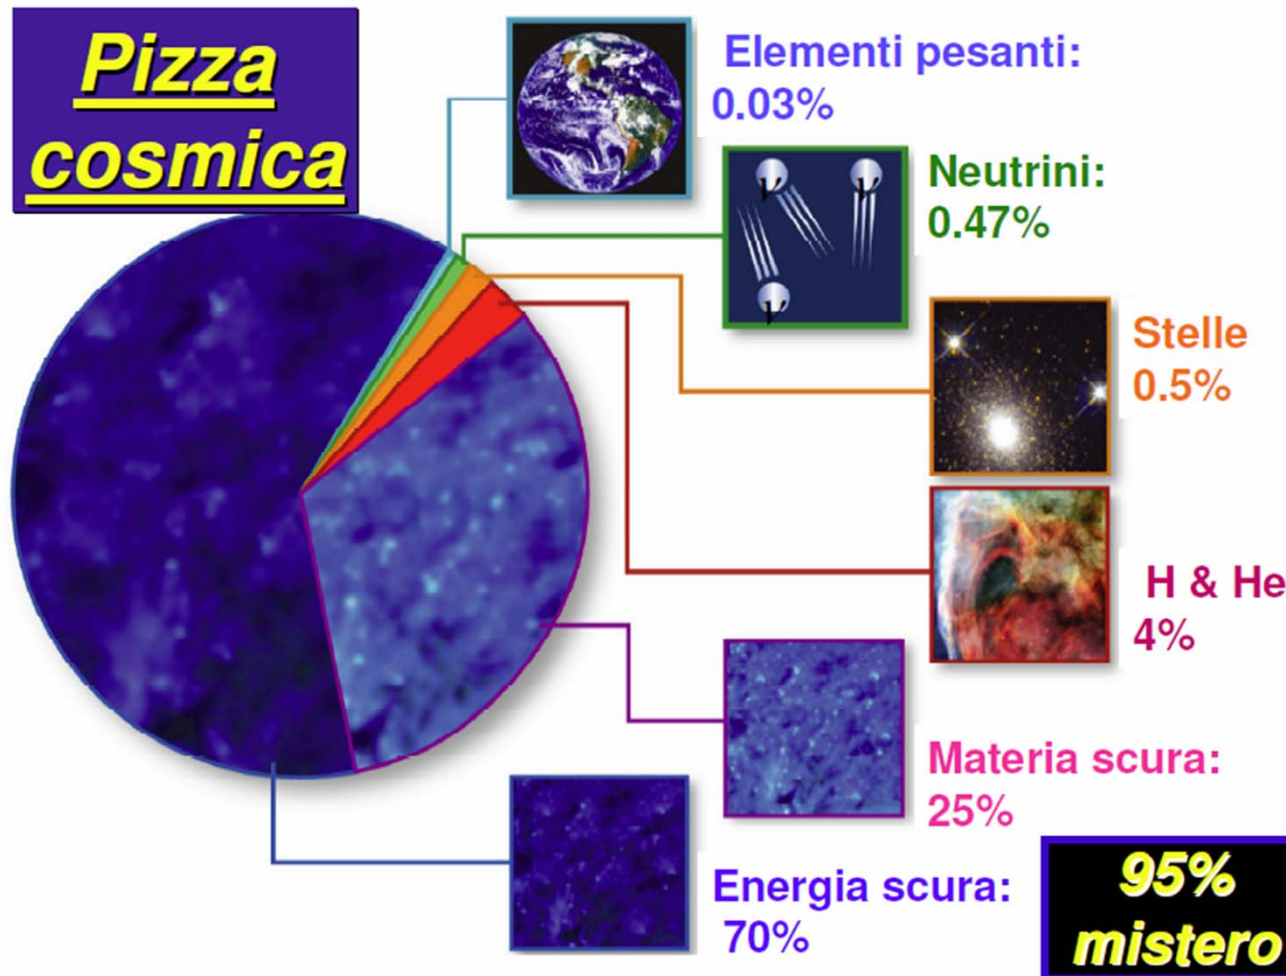 Pizza
cosmica
Elementi pesanti:
0.03%
ν ν
ν
Neutrini:
0.47%
Stelle
0.5%
H & He
4%
Materia scura:
25%
Energia scura:
70%
95%
mistero